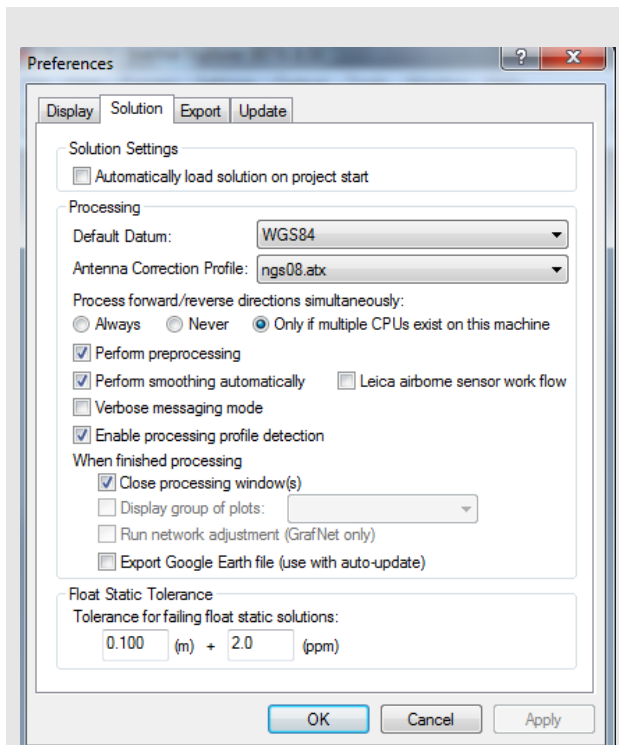 Preferences
Display Solution Export Update
Solution Settings
Automatically load solution on project start
Processing
Default Datum: WGS84
Antenna Correction Profile: ngs08.atx
Process forward/reverse directions simultaneously:
Always Never Only if multiple CPUs exist on this machine
Perform preprocessing
Perform smoothing automatically Leica airborne sensor work flow
Verbose messaging mode
Enable processing profile detection
When finished processing
Close processing window(s)
Display group of plots:
Run network adjustment (GrafNet only)
Export Google Earth file (use with auto-update)
Float Static Tolerance
Tolerance for failing float static solutions:
0.100 (m) + 2.0 (ppm)
OK Cancel Apply